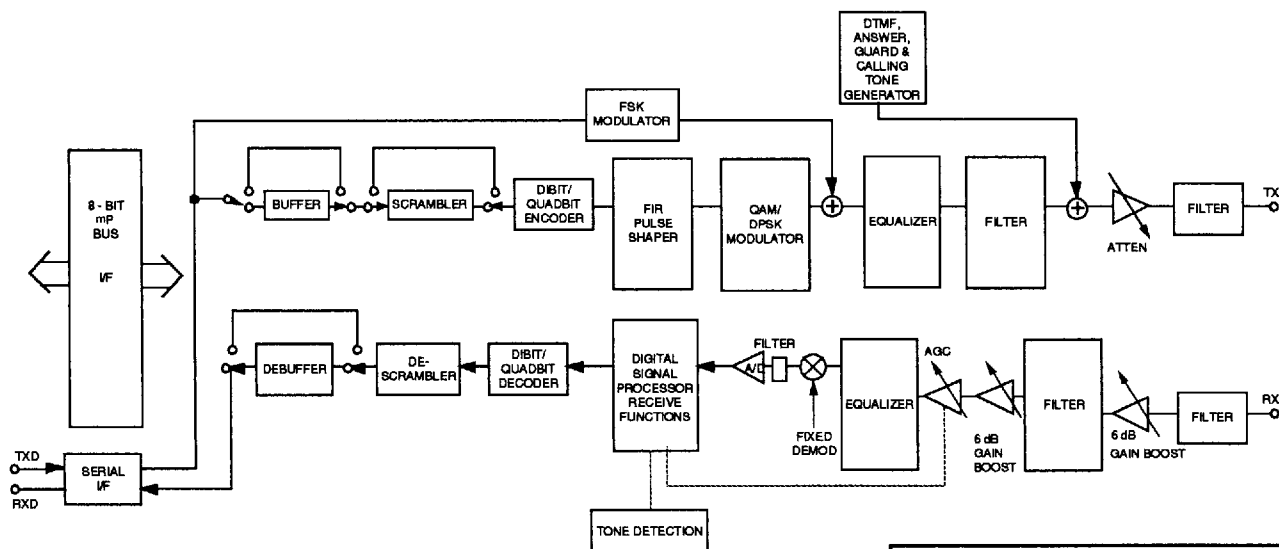 DTMF,
ANSWER,
GUARD &
CALLING
TONE
GENERATOR
FSK
MODULATOR
8 - BIT
mP
BUS
I/F
BUFFER
SCRAMBLER
DIBIT/
QUADBIT
ENCODER
FIR
PULSE
SHAPER
QAM/
DPSK
MODULATOR
EQUALIZER
FILTER
ATTEN
FILTER
TX
DEBUFFER
DE-
SCRAMBLER
DIBIT/
QUADBIT
DECODER
DIGITAL
SIGNAL
PROCESSOR
RECEIVE
FUNCTIONS
FILTER
A/D
FIXED
DEMOD
EQUALIZER
AGC
6 dB
GAIN
BOOST
FILTER
6 dB
GAIN BOOST
FILTER
RX
TXD
RXD
SERIAL
I/F
TONE DETECTION